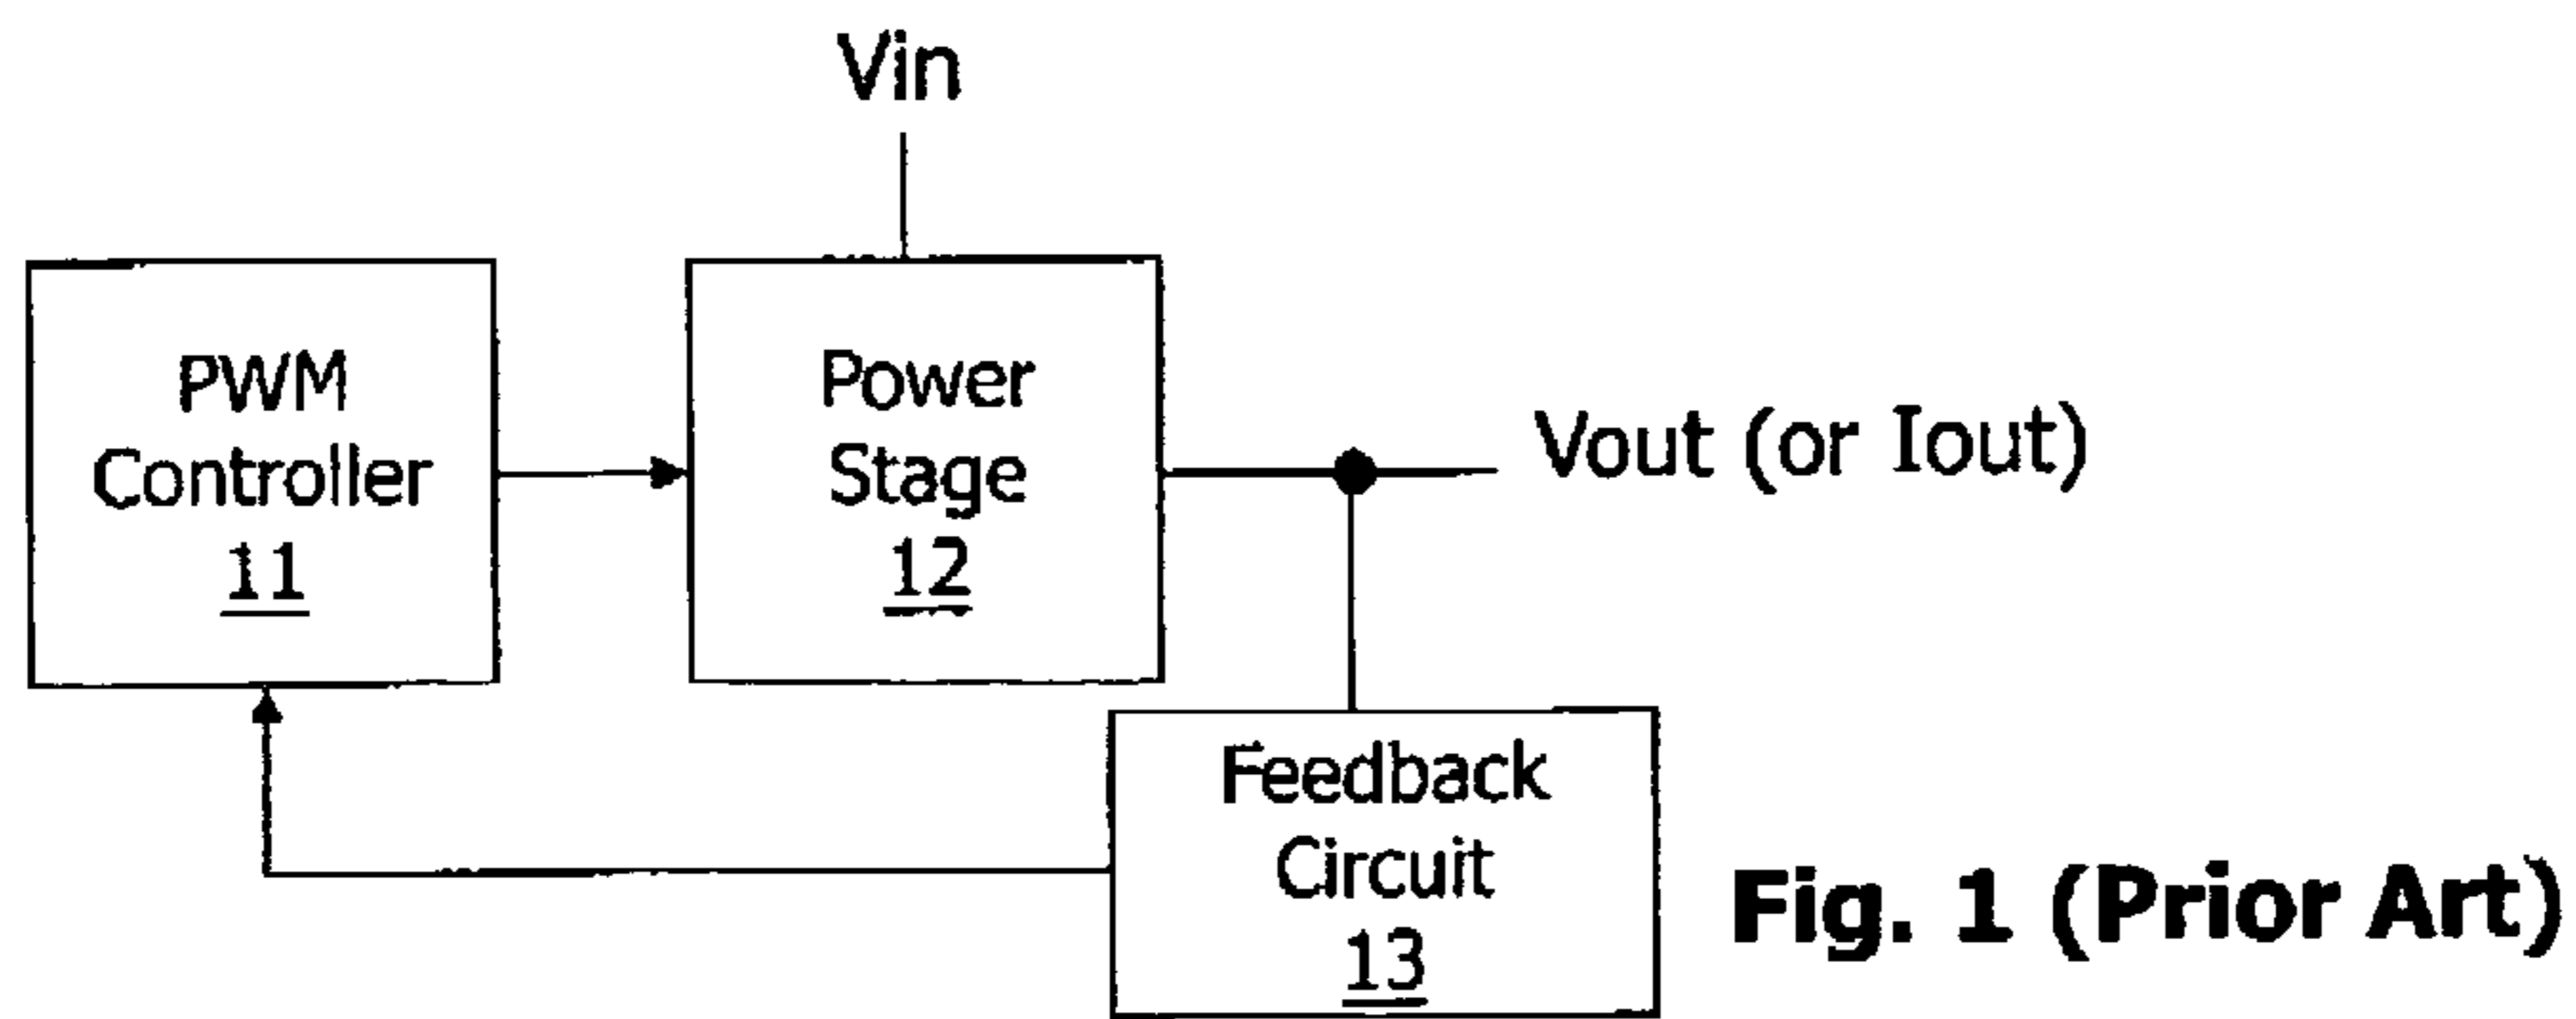 Vin
PWM
Controller
11
Power
Stage
12
Vout (or Iout)
Feedback
Circuit
13
Fig. 1 (Prior Art)